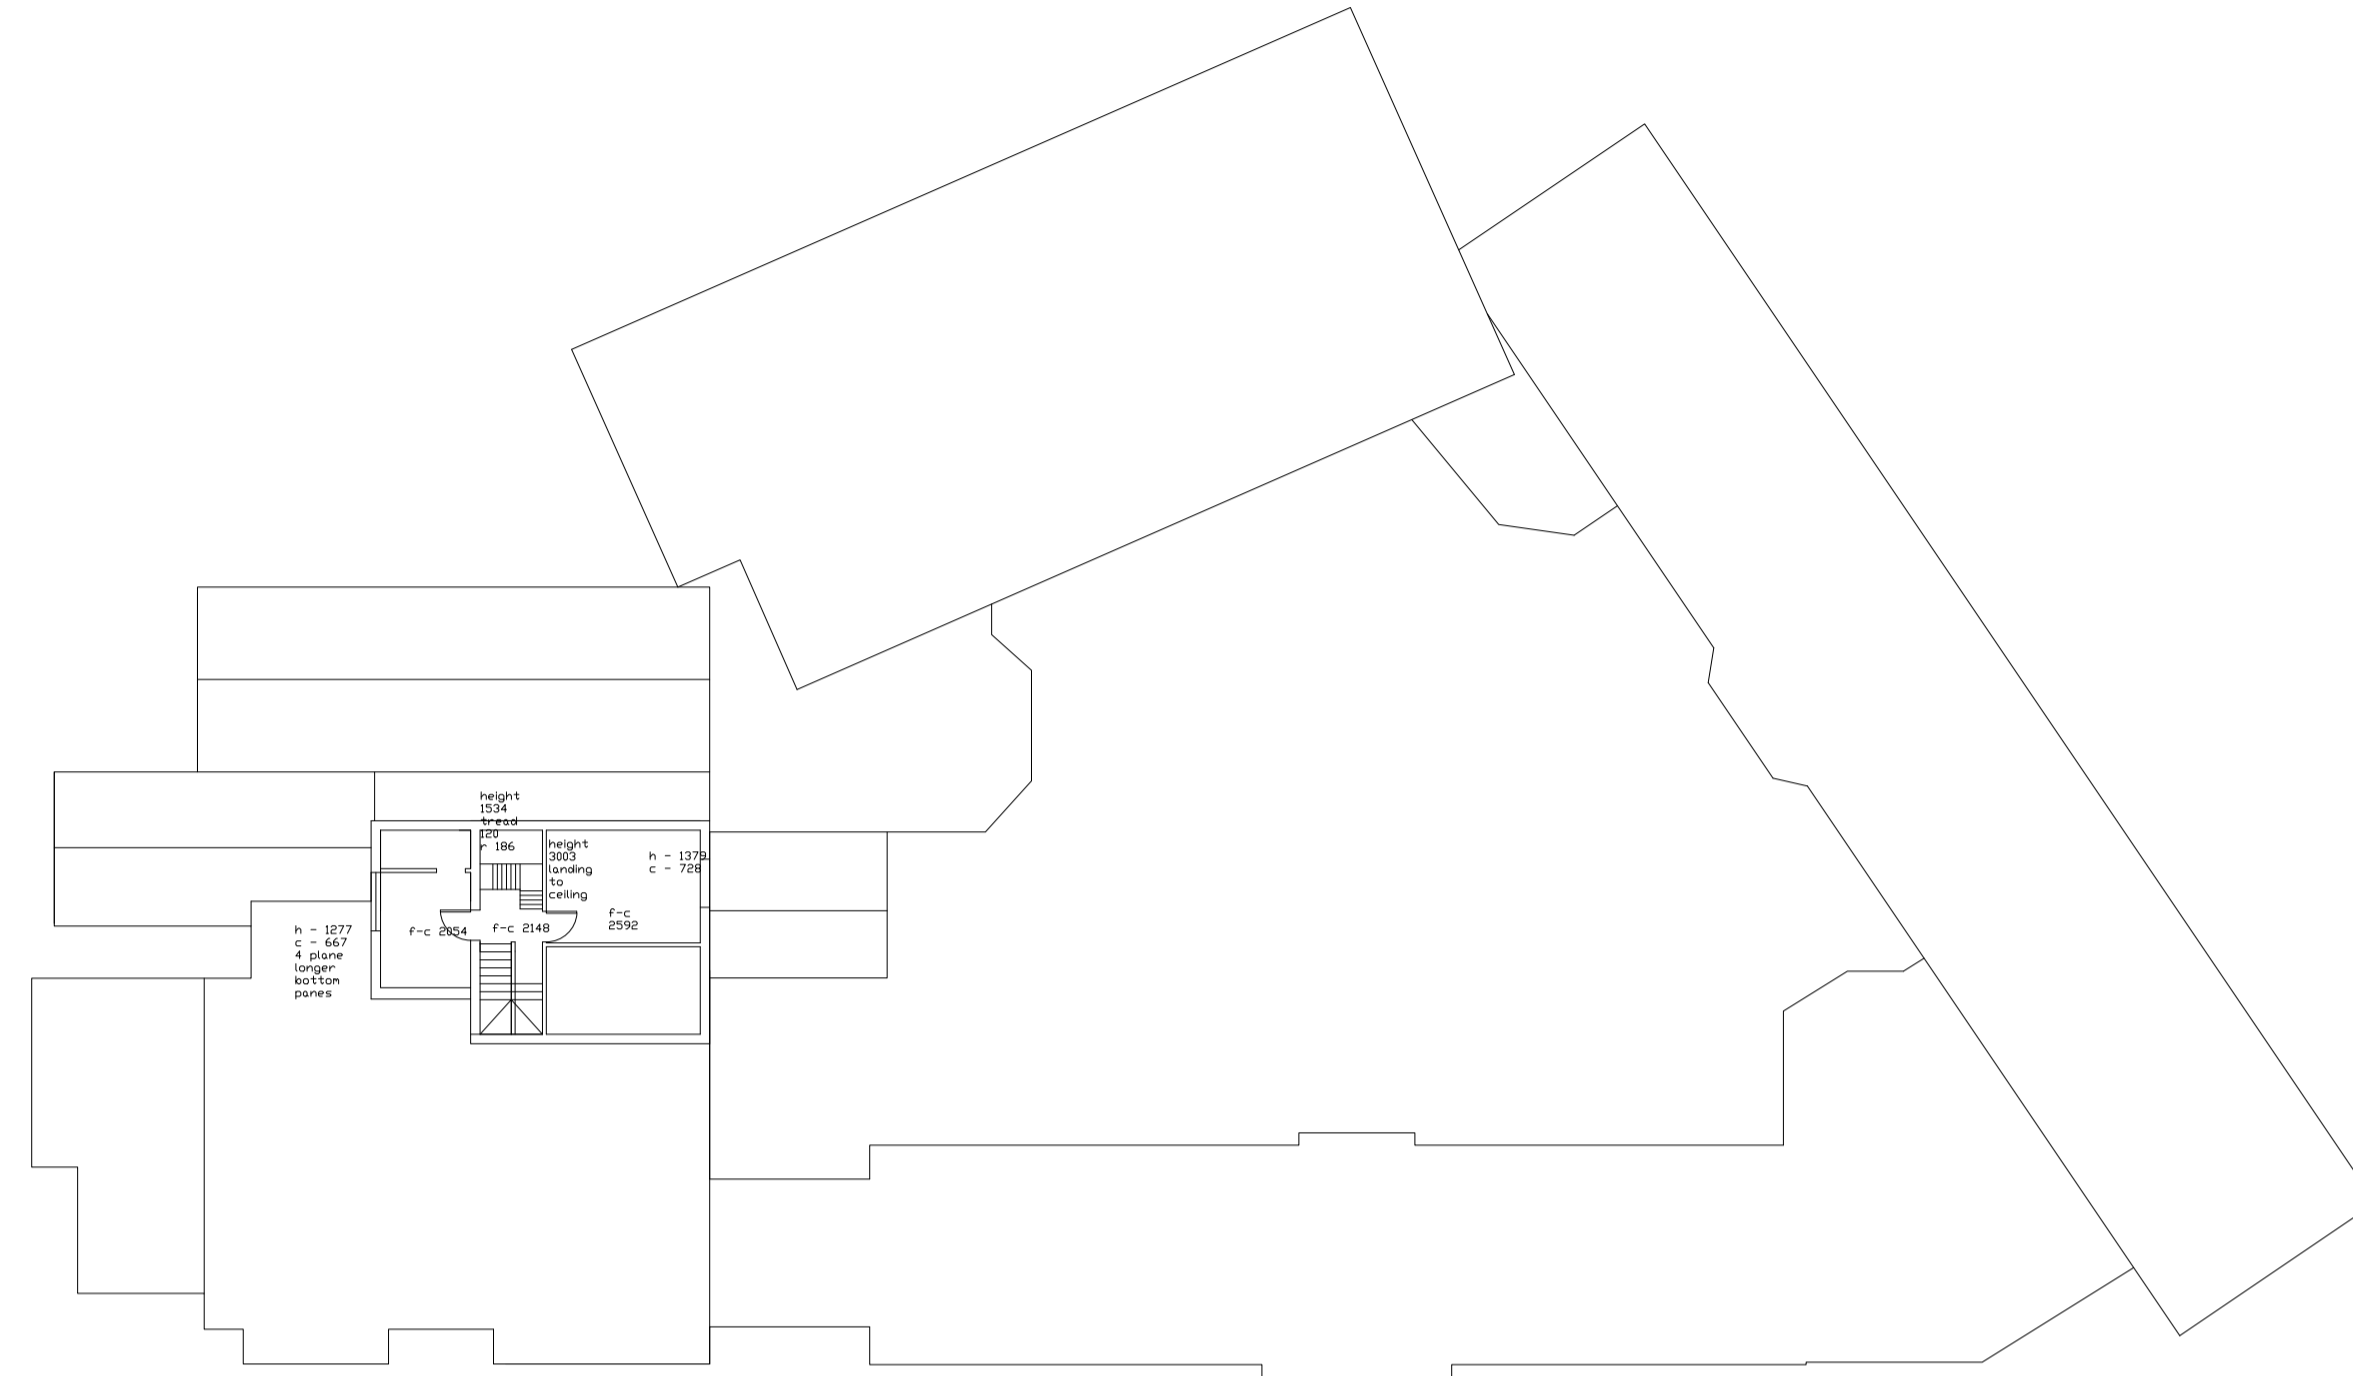 height
1534
tread
120
r 186
height
3003
landing
to
ceiling
h - 1379
c - 728
f-c
2592
f-c 2148
f-c 2054
h - 1277
c - 667
4 plane
longer
bottom
panes